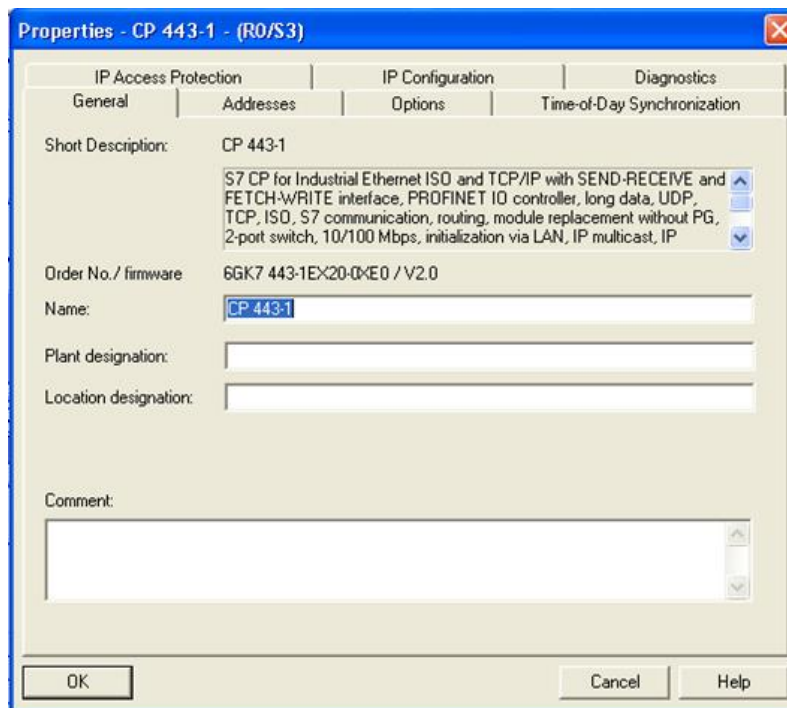 Properties - CP 443-1 - (R0/S3)
IP Access Protection IP Configuration Diagnostics
General Addresses Options Time-of-Day Synchronization
Short Description: CP 443-1
S7 CP for Industrial Ethernet ISO and TCP/IP with SEND-RECEIVE and
FETCH-WRITE interface, PROFINET IO controller, long data, UDP,
TCP, ISO, S7 communication, routing, module replacement without PG,
2-port switch, 10/100 Mbps, initialization via LAN, IP multicast, IP
Order No./ firmware 6GK7 443-1EX20-0XE0 / V2.0
Name: CP 443-1
Plant designation:
Location designation:
Comment:
OK Cancel Help